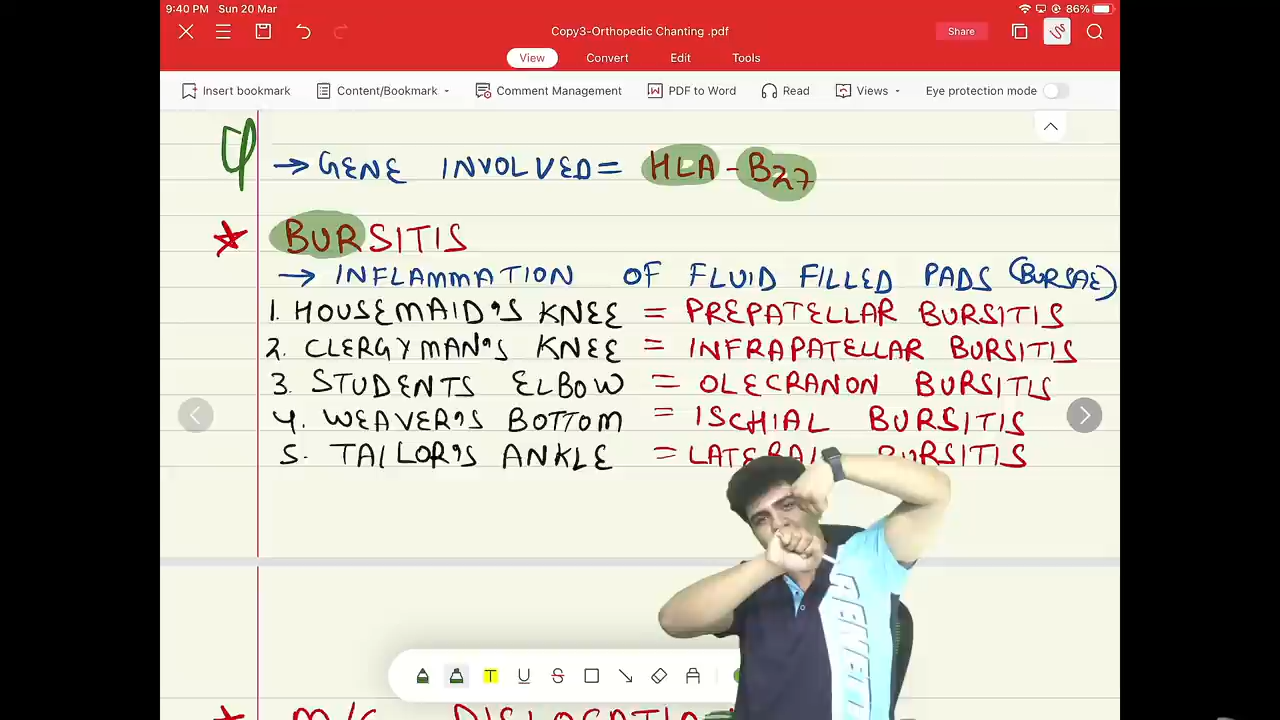 9:40 PM Sun 20 Mar 86%
Copy3-Orthopedic Chanting .pdf
Share
View Convert Edit Tools
Insert bookmark Content/Bookmark Comment Management PDF to Word Read Views Eye protection mode
→ GENE INVOLVED = HLA - B27
★ BURSITIS
→ INFLAMMATION OF FLUID FILLED PADS (BURSAE)
1. HOUSEMAID'S KNEE = PREPATELLAR BURSITIS
2. CLERGYMAN'S KNEE = INFRAPATELLAR BURSITIS
3. STUDENTS ELBOW = OLECRANON BURSITIS
4. WEAVER'S BOTTOM = ISCHIAL BURSITIS
5. TAILOR'S ANKLE = LATERAL BURSITIS
T U S
M/C DISLOCATIO